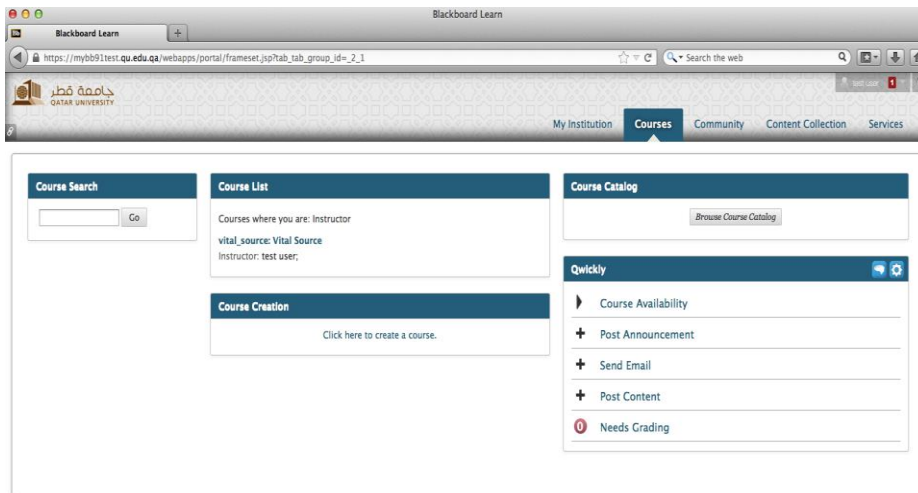 Blackboard Learn
Blackboard Learn
https://mybb91test.qu.edu.qa/webapps/portal/frameset.jsp?tab_tab_group_id=_2_1
Search the web
جامعة قطر
QATAR UNIVERSITY
test user 1
My Institution Courses Community Content Collection Services
Course Search
Go
Course List
Courses where you are: Instructor
vital_source: Vital Source
Instructor: test user;
Course Creation
Click here to create a course.
Course Catalog
Browse Course Catalog
Qwickly
Course Availability
Post Announcement
Send Email
Post Content
0 Needs Grading